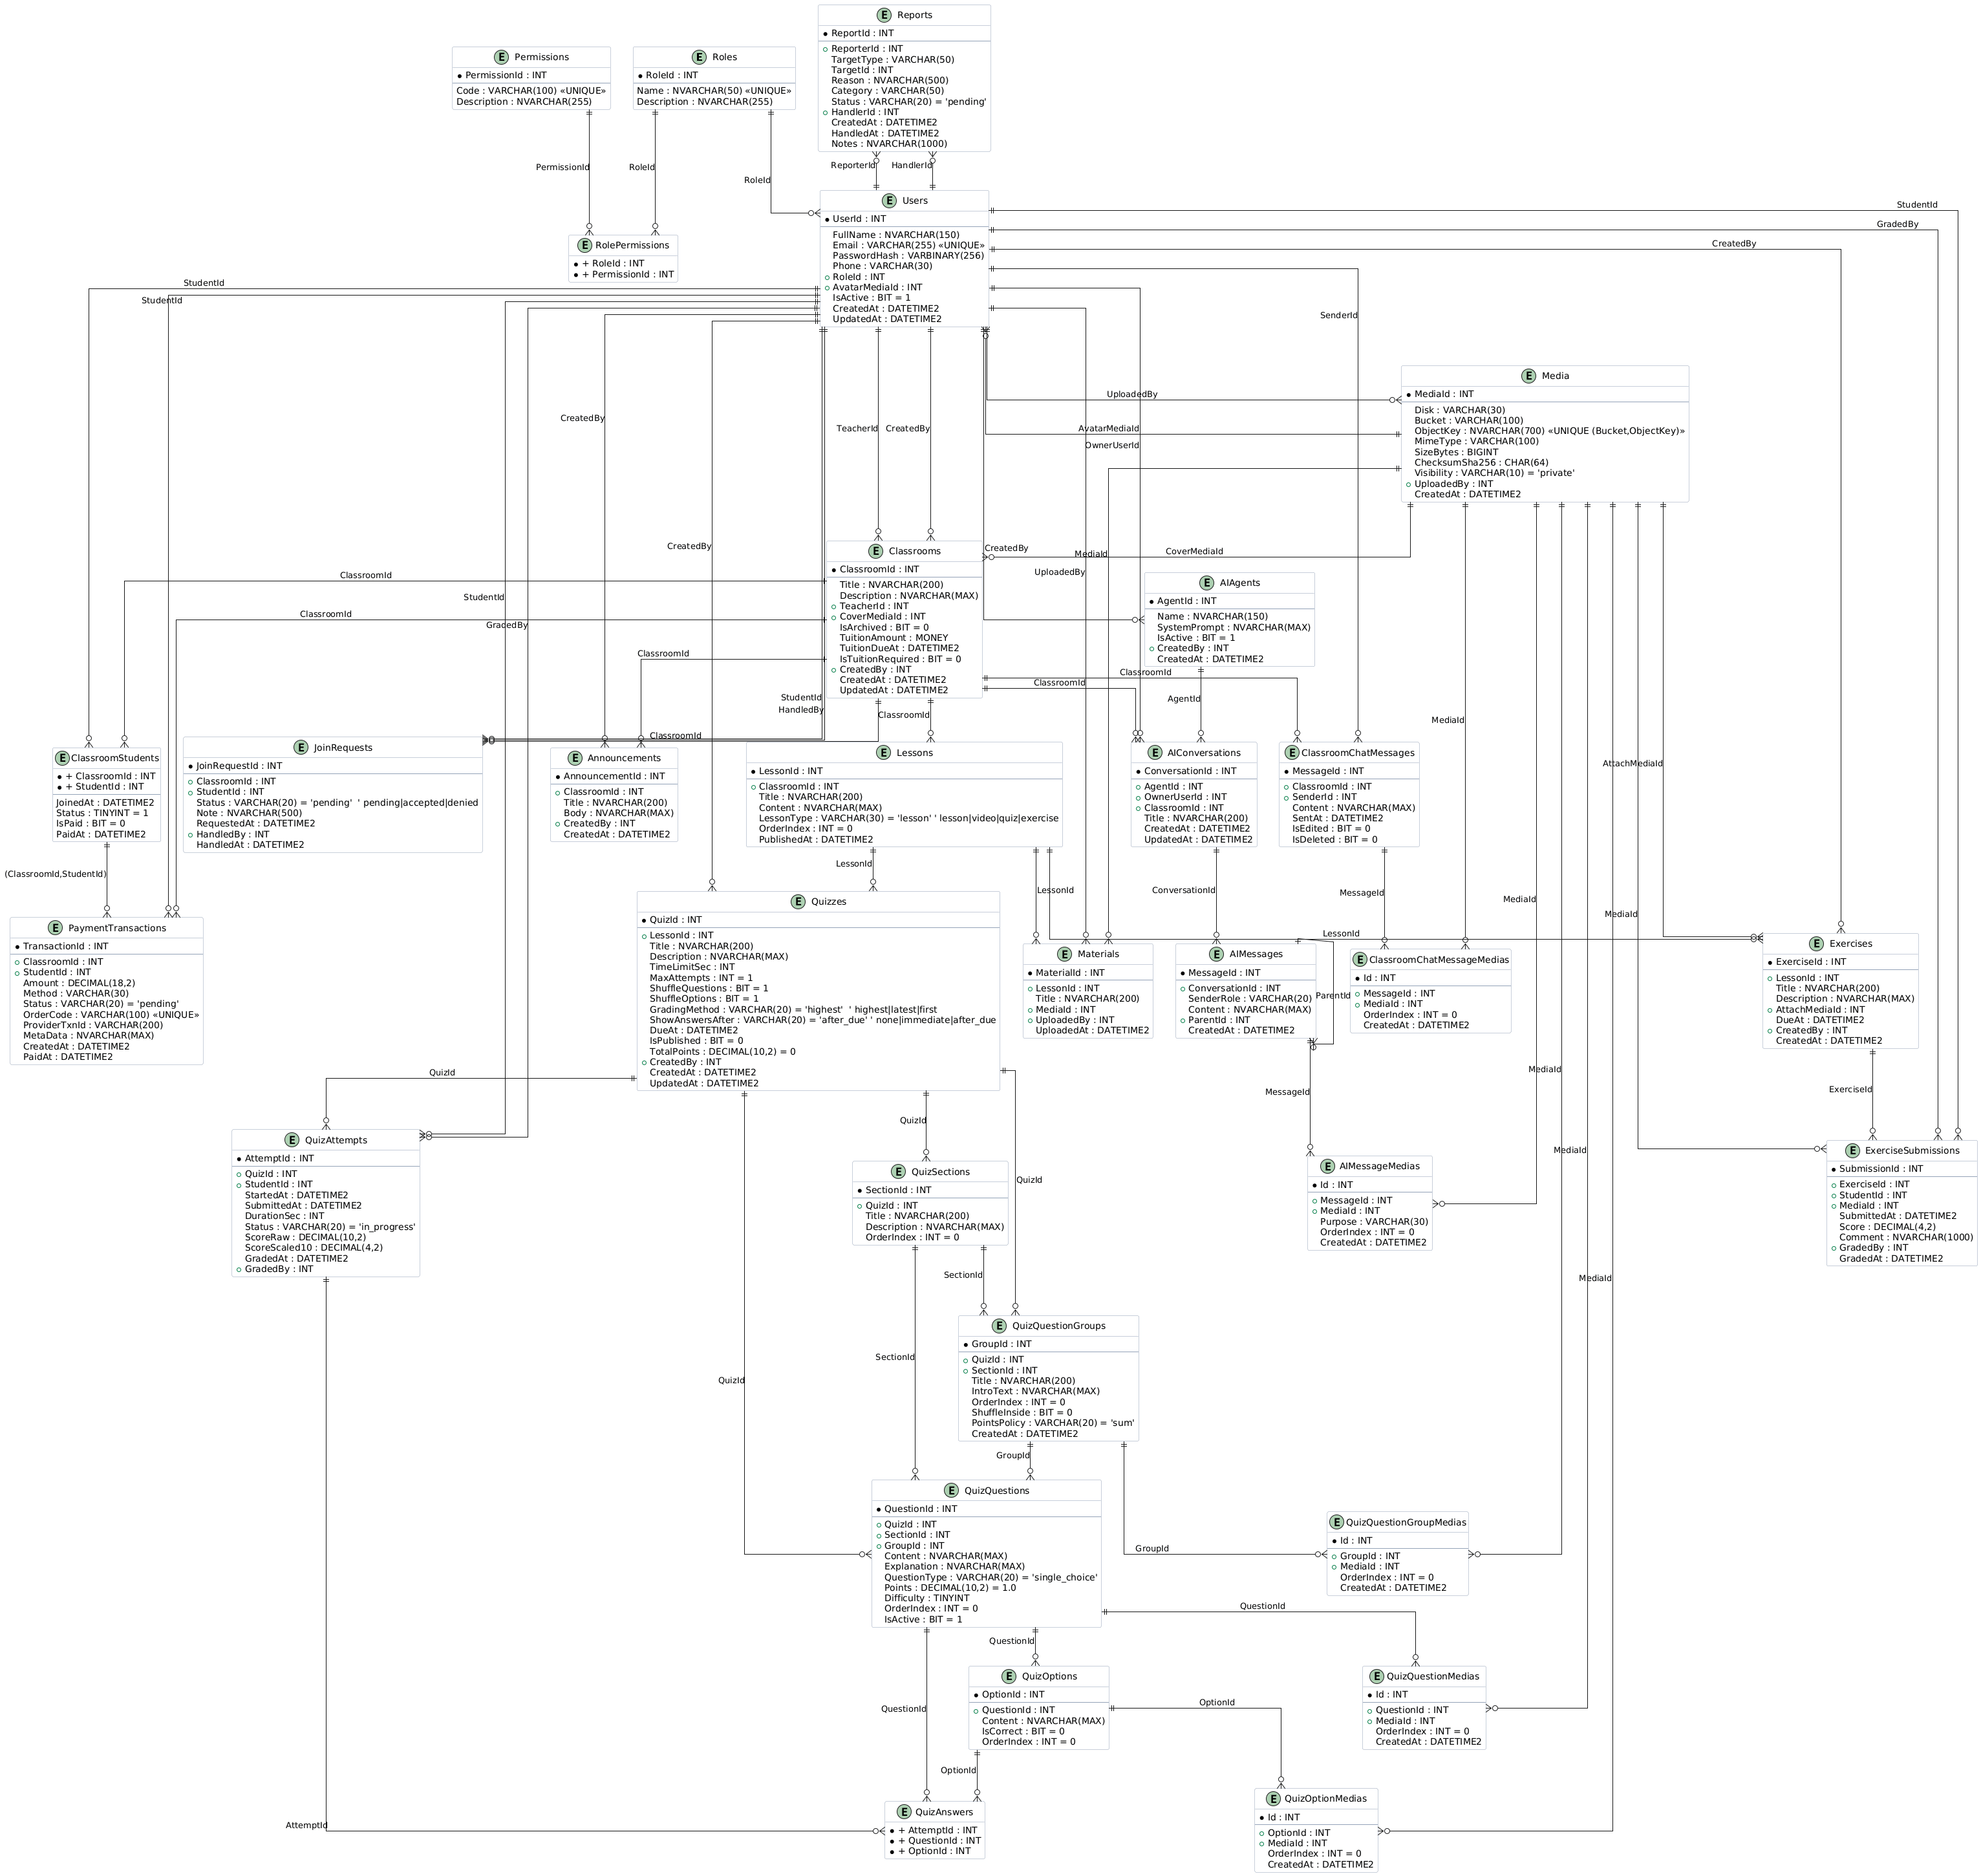 Reports
ReportId : INT
ReporterId : INT
TargetType : VARCHAR(50)
TargetId : INT
Reason : NVARCHAR(500)
Category : VARCHAR(50)
Status : VARCHAR(20) = 'pending'
HandlerId : INT
CreatedAt : DATETIME2
HandledAt : DATETIME2
Notes : NVARCHAR(1000)
Permissions
PermissionId : INT
Code : VARCHAR(100) «UNIQUE»
Description : NVARCHAR(255)
Roles
RoleId : INT
Name : NVARCHAR(50) «UNIQUE»
Description : NVARCHAR(255)
ReporterId
HandlerId
PermissionId
RoleId
RoleId
Users
UserId : INT
FullName : NVARCHAR(150)
Email : VARCHAR(255) «UNIQUE»
PasswordHash : VARBINARY(256)
Phone : VARCHAR(30)
RoleId : INT
AvatarMediaId : INT
IsActive : BIT = 1
CreatedAt : DATETIME2
UpdatedAt : DATETIME2
RolePermissions
+ RoleId : INT
+ PermissionId : INT
StudentId
GradedBy
CreatedBy
StudentId
StudentId
SenderId
Media
MediaId : INT
Disk : VARCHAR(30)
Bucket : VARCHAR(100)
ObjectKey : NVARCHAR(700) «UNIQUE (Bucket,ObjectKey)»
MimeType : VARCHAR(100)
SizeBytes : BIGINT
ChecksumSha256 : CHAR(64)
Visibility : VARCHAR(10) = 'private'
UploadedBy : INT
CreatedAt : DATETIME2
UploadedBy
CreatedBy
TeacherId
CreatedBy
AvatarMediaId
OwnerUserId
CreatedBy
CreatedBy
MediaId
CoverMediaId
UploadedBy
Classrooms
ClassroomId : INT
Title : NVARCHAR(200)
Description : NVARCHAR(MAX)
TeacherId : INT
CoverMediaId : INT
IsArchived : BIT = 0
TuitionAmount : MONEY
TuitionDueAt : DATETIME2
IsTuitionRequired : BIT = 0
CreatedBy : INT
CreatedAt : DATETIME2
UpdatedAt : DATETIME2
AIAgents
AgentId : INT
Name : NVARCHAR(150)
SystemPrompt : NVARCHAR(MAX)
IsActive : BIT = 1
CreatedBy : INT
CreatedAt : DATETIME2
ClassroomId
StudentId
ClassroomId
GradedBy
ClassroomId
ClassroomId
ClassroomId
StudentId
HandledBy
ClassroomId
AgentId
MediaId
ClassroomId
AttachMediaId
ClassroomStudents
+ ClassroomId : INT
+ StudentId : INT
JoinedAt : DATETIME2
Status : TINYINT = 1
IsPaid : BIT = 0
PaidAt : DATETIME2
JoinRequests
JoinRequestId : INT
ClassroomId : INT
StudentId : INT
Status : VARCHAR(20) = 'pending'  ' pending|accepted|denied
Note : NVARCHAR(500)
RequestedAt : DATETIME2
HandledBy : INT
HandledAt : DATETIME2
Announcements
AnnouncementId : INT
ClassroomId : INT
Title : NVARCHAR(200)
Body : NVARCHAR(MAX)
CreatedBy : INT
CreatedAt : DATETIME2
Lessons
LessonId : INT
ClassroomId : INT
Title : NVARCHAR(200)
Content : NVARCHAR(MAX)
LessonType : VARCHAR(30) = 'lesson' ' lesson|video|quiz|exercise
OrderIndex : INT = 0
PublishedAt : DATETIME2
AIConversations
ConversationId : INT
AgentId : INT
OwnerUserId : INT
ClassroomId : INT
Title : NVARCHAR(200)
CreatedAt : DATETIME2
UpdatedAt : DATETIME2
ClassroomChatMessages
MessageId : INT
ClassroomId : INT
SenderId : INT
Content : NVARCHAR(MAX)
SentAt : DATETIME2
IsEdited : BIT = 0
IsDeleted : BIT = 0
(ClassroomId,StudentId)
LessonId
LessonId
ConversationId
MessageId
MediaId
MediaId
LessonId
PaymentTransactions
TransactionId : INT
ClassroomId : INT
StudentId : INT
Amount : DECIMAL(18,2)
Method : VARCHAR(30)
Status : VARCHAR(20) = 'pending'
OrderCode : VARCHAR(100) «UNIQUE»
ProviderTxnId : VARCHAR(200)
MetaData : NVARCHAR(MAX)
CreatedAt : DATETIME2
PaidAt : DATETIME2
Quizzes
QuizId : INT
LessonId : INT
Title : NVARCHAR(200)
Description : NVARCHAR(MAX)
TimeLimitSec : INT
MaxAttempts : INT = 1
ShuffleQuestions : BIT = 1
ShuffleOptions : BIT = 1
GradingMethod : VARCHAR(20) = 'highest'  ' highest|latest|first
ShowAnswersAfter : VARCHAR(20) = 'after_due' ' none|immediate|after_due
DueAt : DATETIME2
IsPublished : BIT = 0
TotalPoints : DECIMAL(10,2) = 0
CreatedBy : INT
CreatedAt : DATETIME2
UpdatedAt : DATETIME2
Materials
MaterialId : INT
LessonId : INT
Title : NVARCHAR(200)
MediaId : INT
UploadedBy : INT
UploadedAt : DATETIME2
AIMessages
MessageId : INT
ConversationId : INT
SenderRole : VARCHAR(20)
Content : NVARCHAR(MAX)
ParentId : INT
CreatedAt : DATETIME2
ParentId
ClassroomChatMessageMedias
Id : INT
MessageId : INT
MediaId : INT
OrderIndex : INT = 0
CreatedAt : DATETIME2
Exercises
ExerciseId : INT
LessonId : INT
Title : NVARCHAR(200)
Description : NVARCHAR(MAX)
AttachMediaId : INT
DueAt : DATETIME2
CreatedBy : INT
CreatedAt : DATETIME2
QuizId
QuizId
QuizId
MessageId
MediaId
MediaId
MediaId
ExerciseId
QuizAttempts
AttemptId : INT
QuizId : INT
StudentId : INT
StartedAt : DATETIME2
SubmittedAt : DATETIME2
DurationSec : INT
Status : VARCHAR(20) = 'in_progress'
ScoreRaw : DECIMAL(10,2)
ScoreScaled10 : DECIMAL(4,2)
GradedAt : DATETIME2
GradedBy : INT
QuizSections
SectionId : INT
QuizId : INT
Title : NVARCHAR(200)
Description : NVARCHAR(MAX)
OrderIndex : INT = 0
AIMessageMedias
Id : INT
MessageId : INT
MediaId : INT
Purpose : VARCHAR(30)
OrderIndex : INT = 0
CreatedAt : DATETIME2
ExerciseSubmissions
SubmissionId : INT
ExerciseId : INT
StudentId : INT
MediaId : INT
SubmittedAt : DATETIME2
Score : DECIMAL(4,2)
Comment : NVARCHAR(1000)
GradedBy : INT
GradedAt : DATETIME2
SectionId
SectionId
QuizId
QuizQuestionGroups
GroupId : INT
QuizId : INT
SectionId : INT
Title : NVARCHAR(200)
IntroText : NVARCHAR(MAX)
OrderIndex : INT = 0
ShuffleInside : BIT = 0
PointsPolicy : VARCHAR(20) = 'sum'
CreatedAt : DATETIME2
GroupId
QuizQuestions
QuestionId : INT
QuizId : INT
SectionId : INT
GroupId : INT
Content : NVARCHAR(MAX)
Explanation : NVARCHAR(MAX)
QuestionType : VARCHAR(20) = 'single_choice'
Points : DECIMAL(10,2) = 1.0
Difficulty : TINYINT
OrderIndex : INT = 0
IsActive : BIT = 1
GroupId
QuizQuestionGroupMedias
Id : INT
GroupId : INT
MediaId : INT
OrderIndex : INT = 0
CreatedAt : DATETIME2
QuestionId
QuestionId
QuestionId
QuizOptions
OptionId : INT
QuestionId : INT
Content : NVARCHAR(MAX)
IsCorrect : BIT = 0
OrderIndex : INT = 0
QuizQuestionMedias
Id : INT
QuestionId : INT
MediaId : INT
OrderIndex : INT = 0
CreatedAt : DATETIME2
OptionId
OptionId
AttemptId
QuizAnswers
+ AttemptId : INT
+ QuestionId : INT
+ OptionId : INT
QuizOptionMedias
Id : INT
OptionId : INT
MediaId : INT
OrderIndex : INT = 0
CreatedAt : DATETIME2